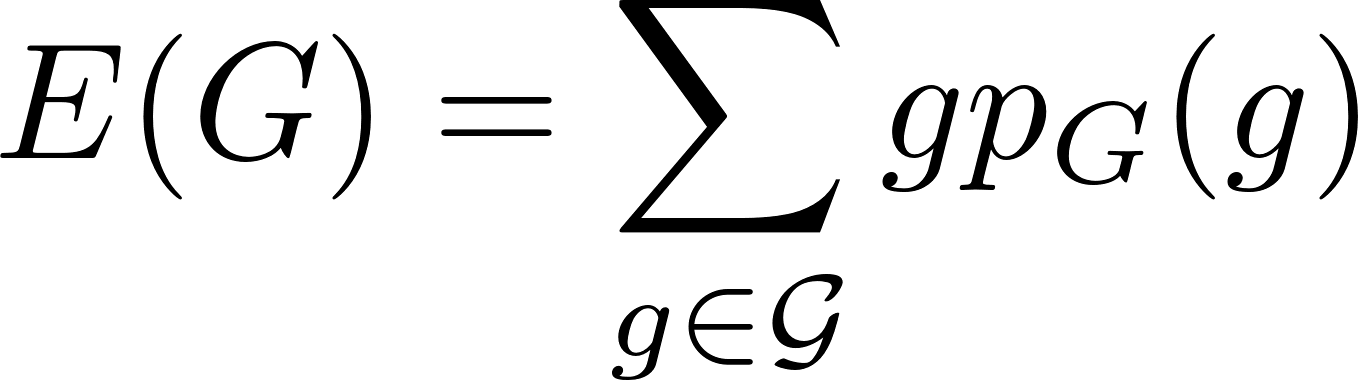 E(G) = \sum_{g \in \mathcal{G}} g p_G(g)